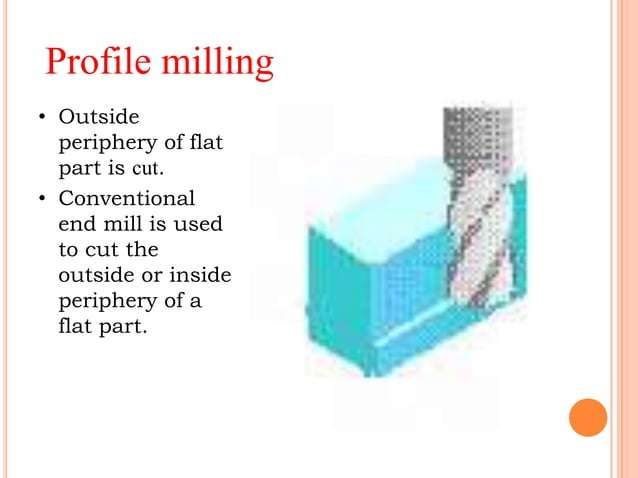 Profile milling
• Outside
periphery of flat
part is cut.
• Conventional
end mill is used
to cut the
outside or inside
periphery of a
flat part.